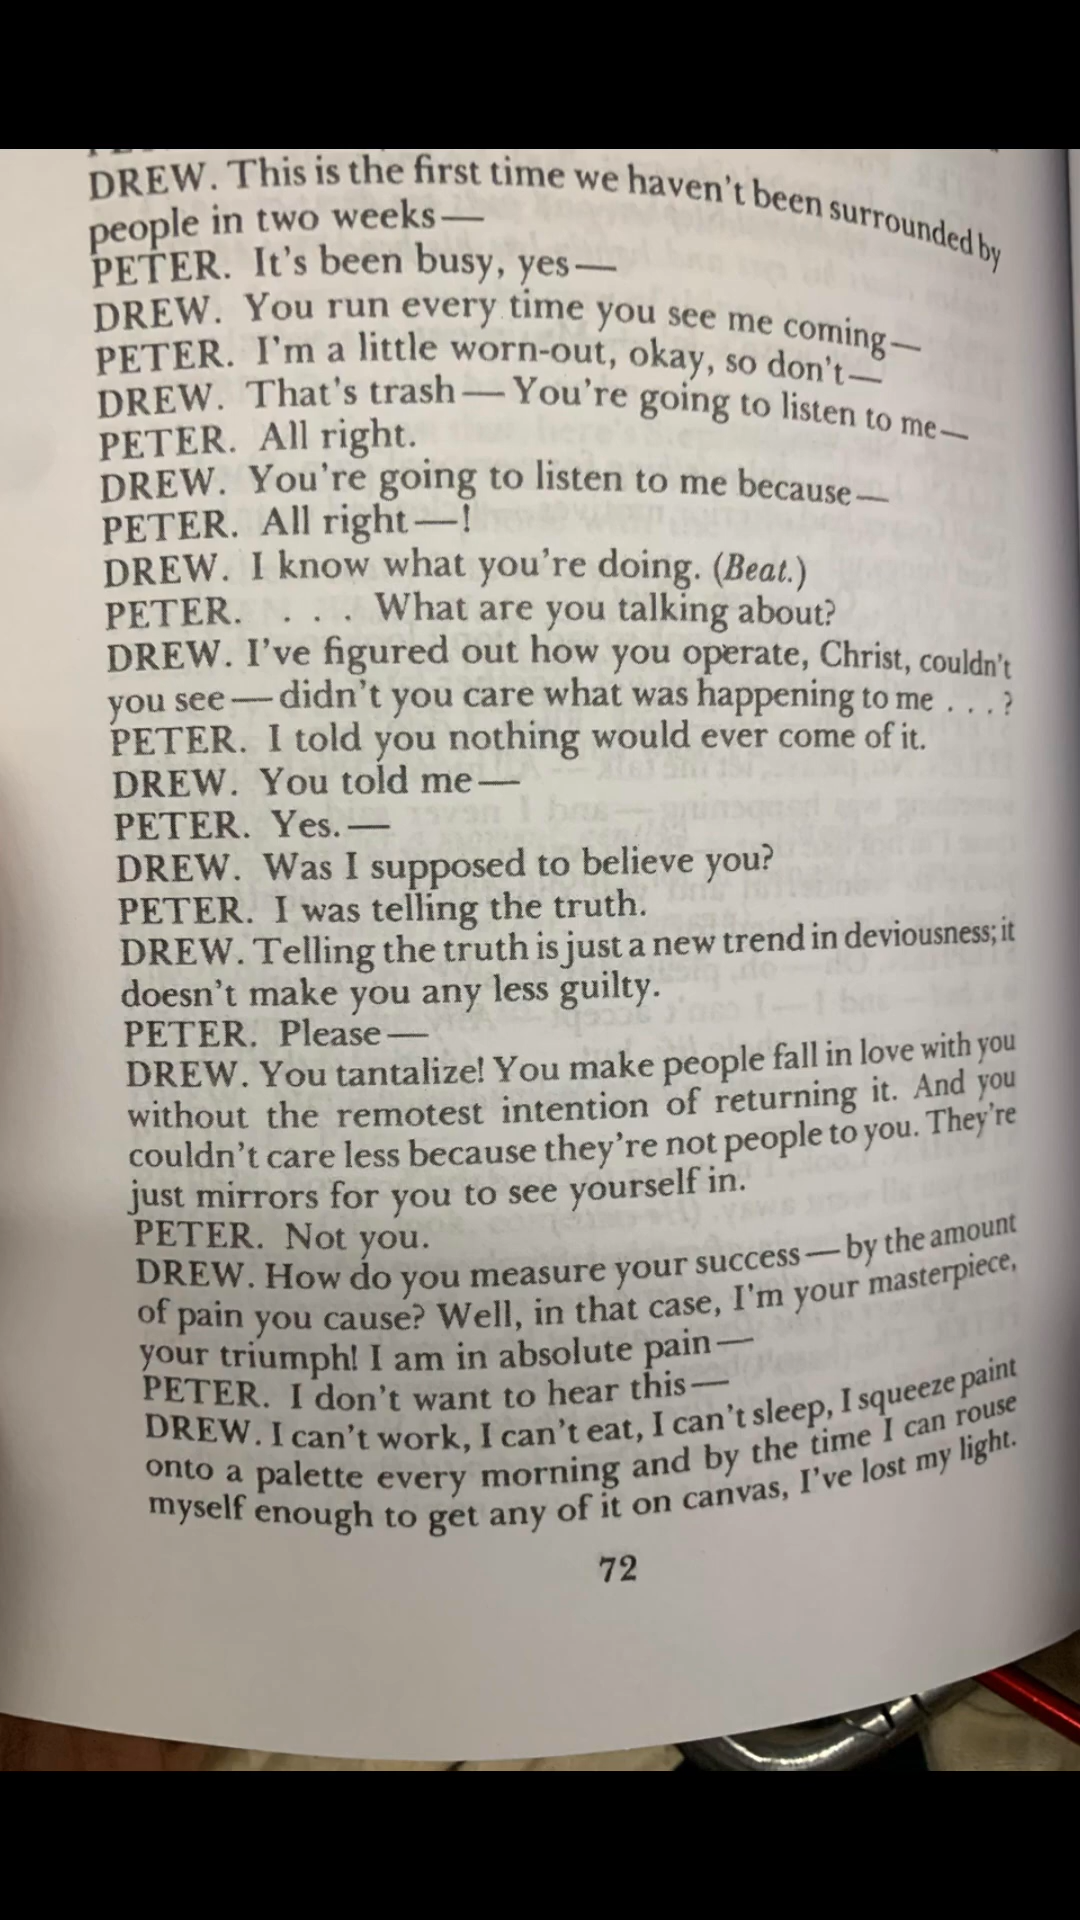 DREW. This is the first time we haven't been surrounded by
people in two weeks—
PETER. It's been busy, yes—
DREW. You run every time you see me coming—
PETER. I'm a little worn-out, okay, so don't—
DREW. That's trash — You're going to listen to me—
PETER. All right.
DREW. You're going to listen to me because—
PETER. All right—!
DREW. I know what you're doing. (Beat.)
PETER. . . . What are you talking about?
DREW. I've figured out how you operate, Christ, couldn't
you see—didn't you care what was happening to me . . . ?
PETER. I told you nothing would ever come of it.
DREW. You told me—
PETER. Yes.—
DREW. Was I supposed to believe you?
PETER. I was telling the truth.
DREW. Telling the truth is just a new trend in deviousness; it
doesn't make you any less guilty.
PETER. Please—
DREW. You tantalize! You make people fall in love with you
without the remotest intention of returning it. And you
couldn't care less because they're not people to you. They're
just mirrors for you to see yourself in.
PETER. Not you.
DREW. How do you measure your success—by the amount
of pain you cause? Well, in that case, I'm your masterpiece,
your triumph! I am in absolute pain—
PETER. I don't want to hear this—
DREW. I can't work, I can't eat, I can't sleep, I squeeze paint
onto a palette every morning and by the time I can rouse
myself enough to get any of it on canvas, I've lost my light.
72